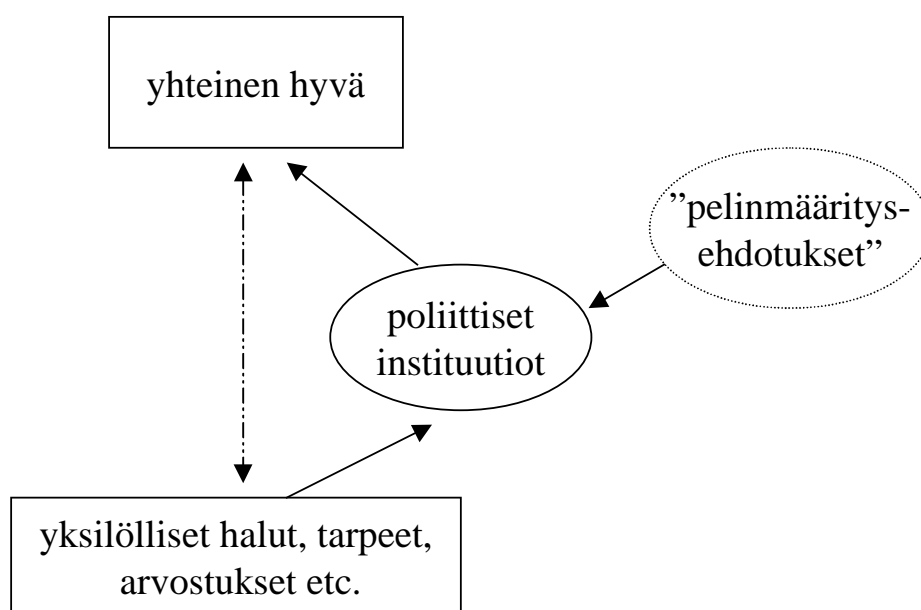 yhteinen hyvä
”pelinmääritys-
ehdotukset”
poliittiset
instituutiot
yksilölliset halut, tarpeet,
arvostukset etc.